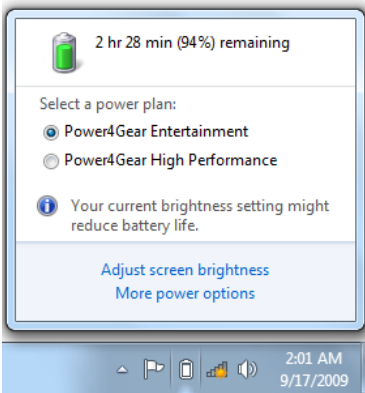 2 hr 28 min (94%) remaining
Select a power plan:
Power4Gear Entertainment
Power4Gear High Performance
Your current brightness setting might
reduce battery life.
Adjust screen brightness
More power options
2:01 AM
9/17/2009